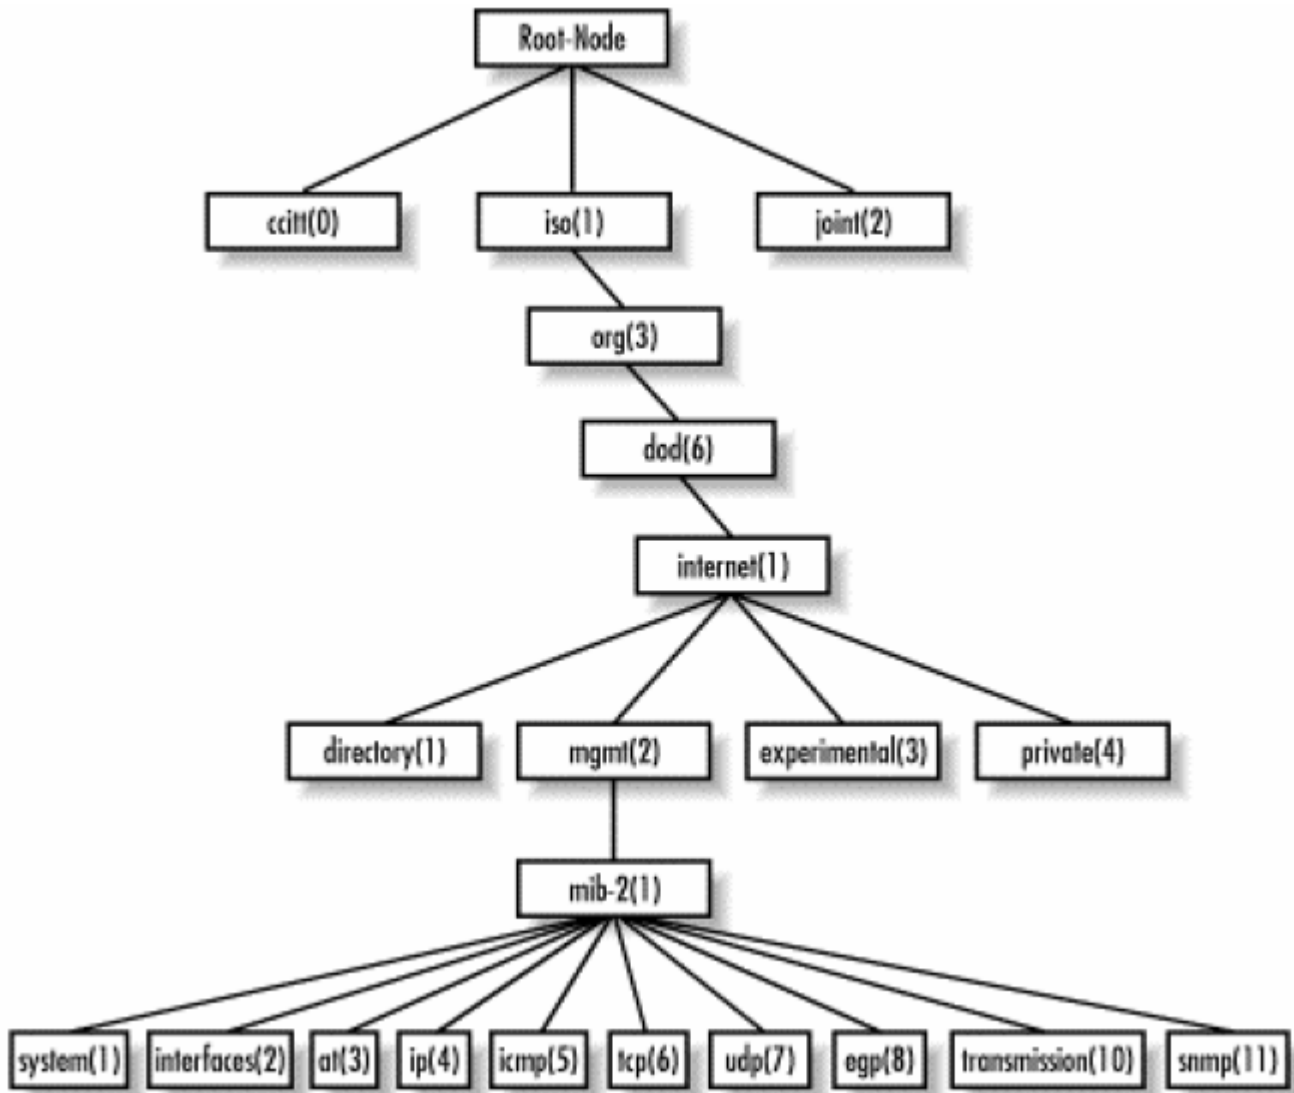 Root-Node
ccitt(0) iso(1) joint(2)
org(3)
dod(6)
internet(1)
directory(1) mgmt(2) experimental(3) private(4)
mib-2(1)
system(1) interfaces(2) at(3) ip(4) icmp(5) tcp(6) udp(7) egp(8) transmission(10) snmp(11)